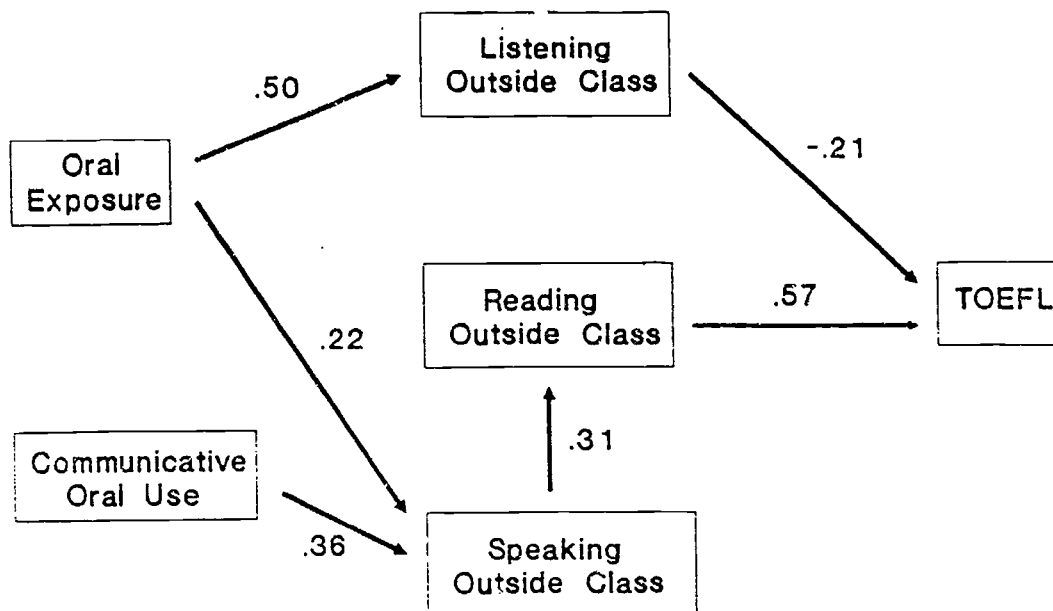 Listening
Outside Class
.50
-.21
Oral
Exposure
Reading
Outside Class
.57
TOEFL
.22
.31
Communicative
Oral Use
.36
Speaking
Outside Class